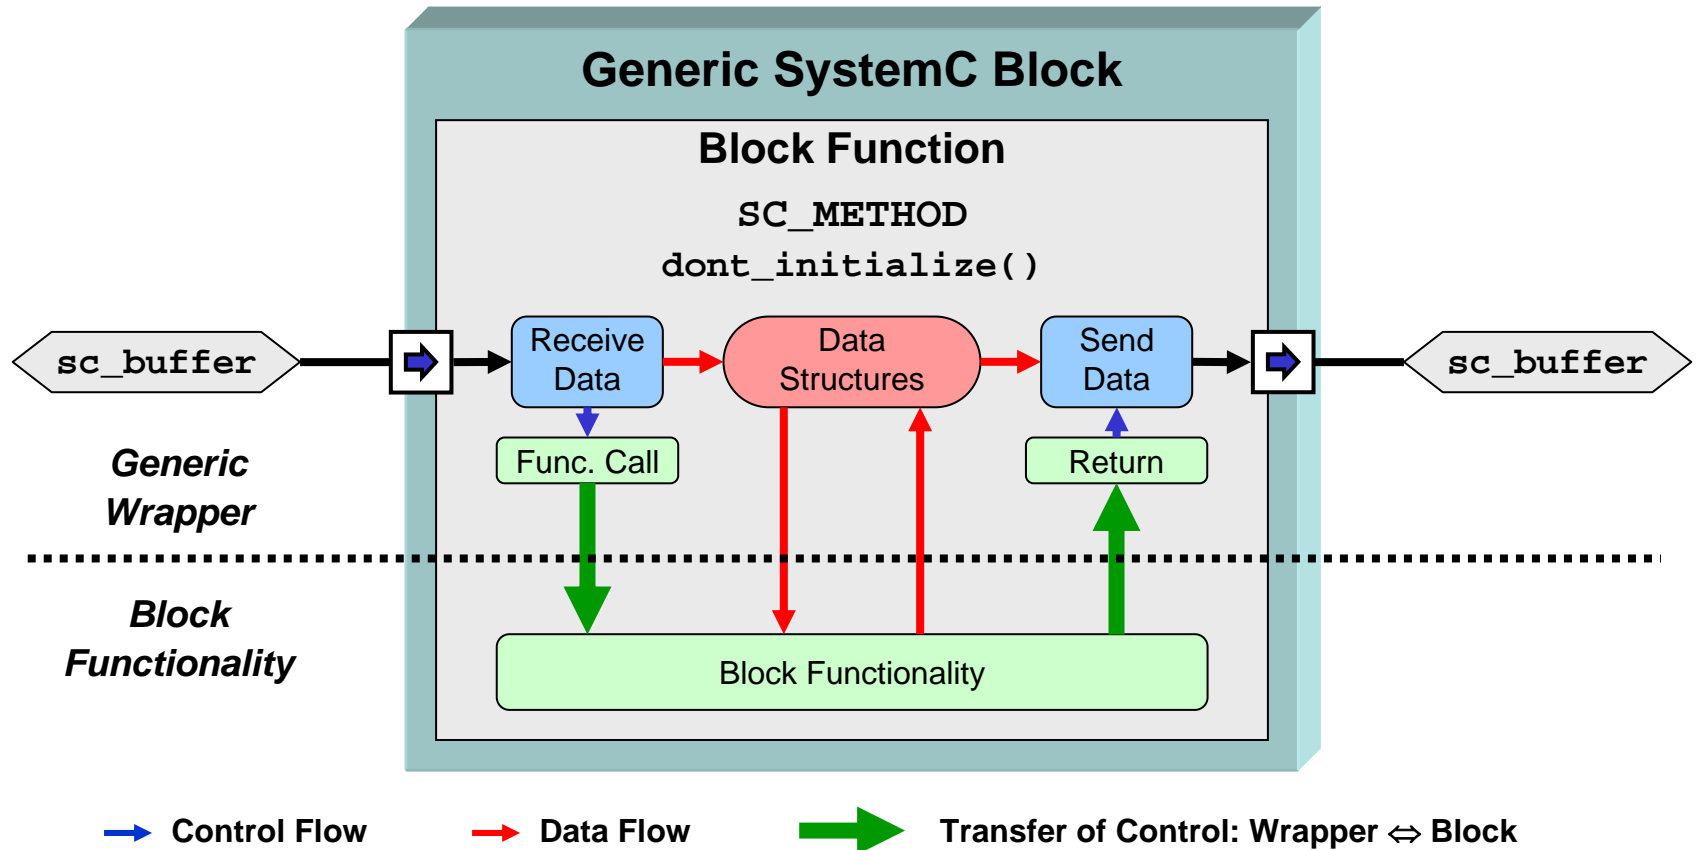 Generic SystemC Block
Block Function
SC_METHOD
dont_initialize()
sc_buffer
Receive
Data
Data
Structures
Send
Data
sc_buffer
Func. Call
Return
Generic
Wrapper
Block
Functionality
Block Functionality
Control Flow
Data Flow
Transfer of Control: Wrapper ⇔ Block